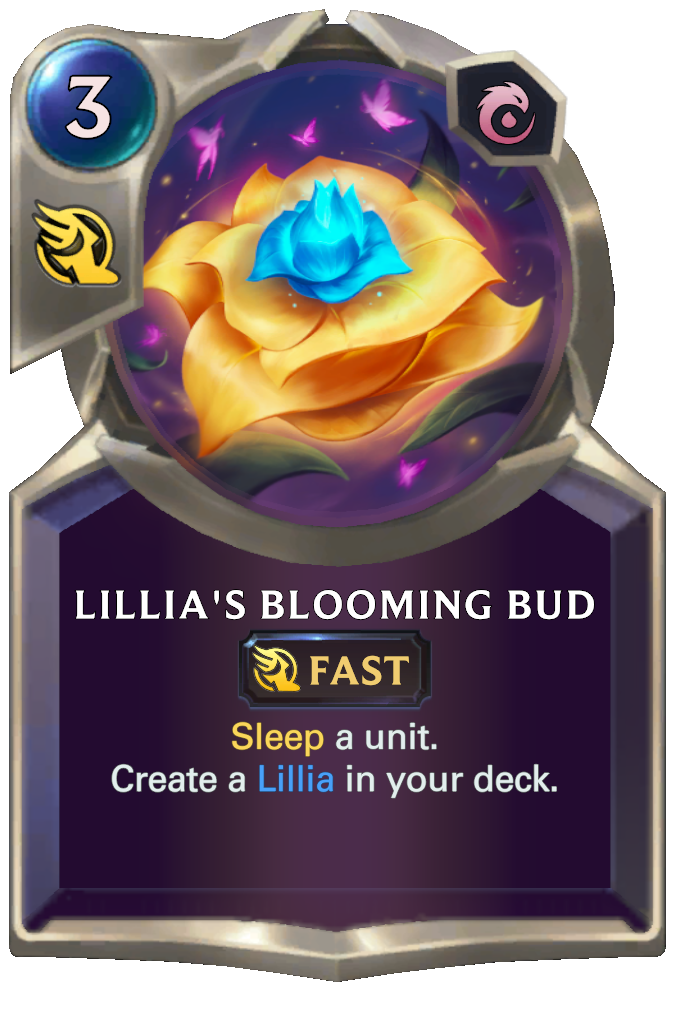 3
LILLIA'S BLOOMING BUD
FAST
Sleep a unit.
Create a Lillia in your deck.